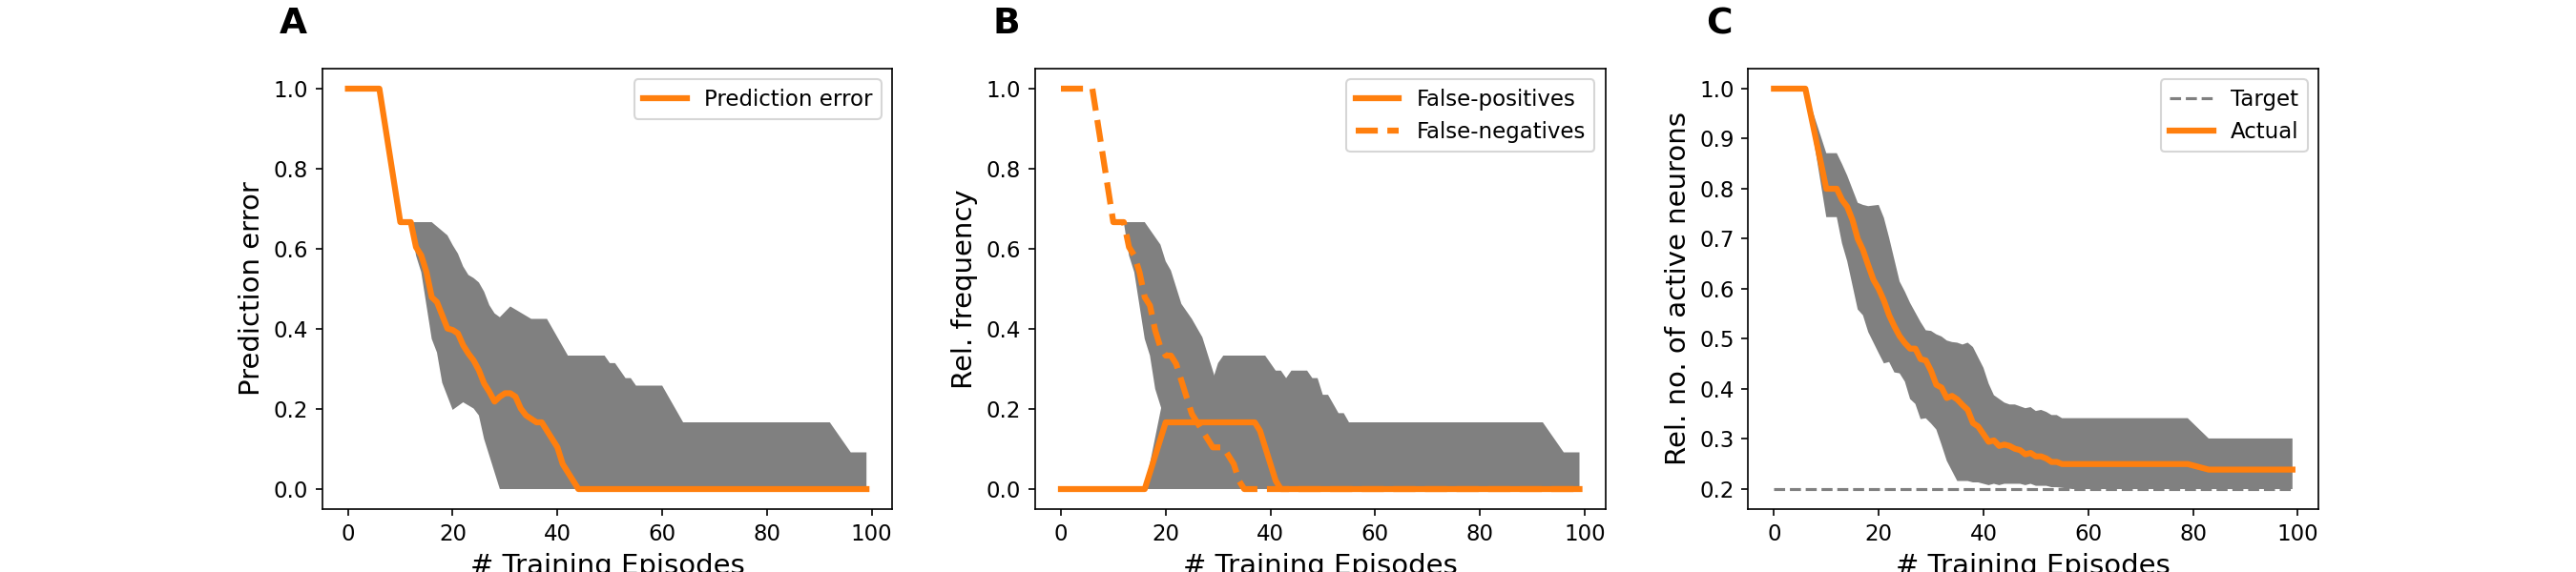 A
1.0
0.8
0.6
0.4
0.2
0.0
Prediction error
Prediction error
0
20
40
60
80
100
# Training Episodes
B
1.0
0.8
0.6
0.4
0.2
0.0
Rel. frequency
False-positives
False-negatives
0
20
40
60
80
100
# Training Episodes
C
1.0
0.9
0.8
0.7
0.6
0.5
0.4
0.3
0.2
Rel. no. of active neurons
Target
Actual
0
20
40
60
80
100
# Training Episodes